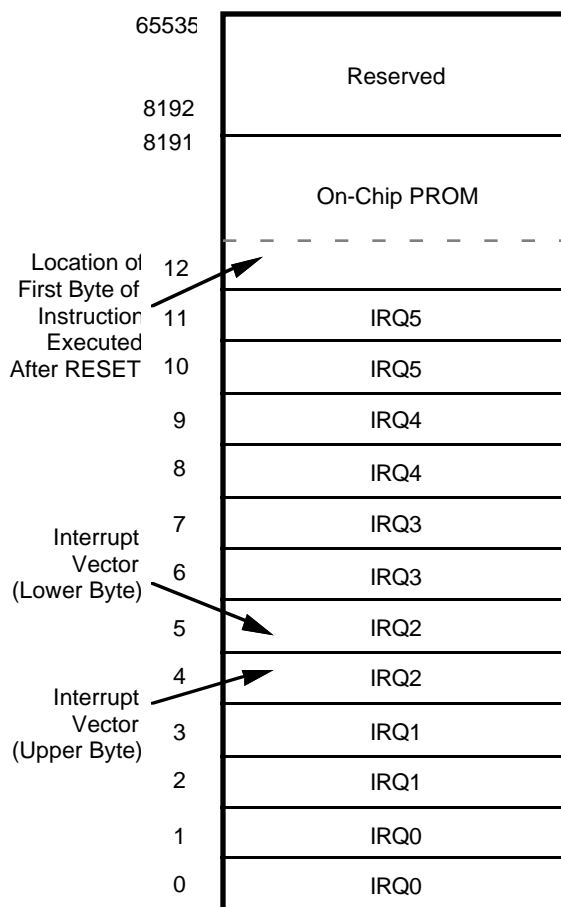 65535
Reserved
8192
8191
On-Chip PROM
Location of
First Byte of
Instruction
Executed
After RESET
12
11 IRQ5
10 IRQ5
9 IRQ4
8 IRQ4
7 IRQ3
Interrupt
Vector
(Lower Byte)
6 IRQ3
5 IRQ2
4 IRQ2
Interrupt
Vector
(Upper Byte)
3 IRQ1
2 IRQ1
1 IRQ0
0 IRQ0